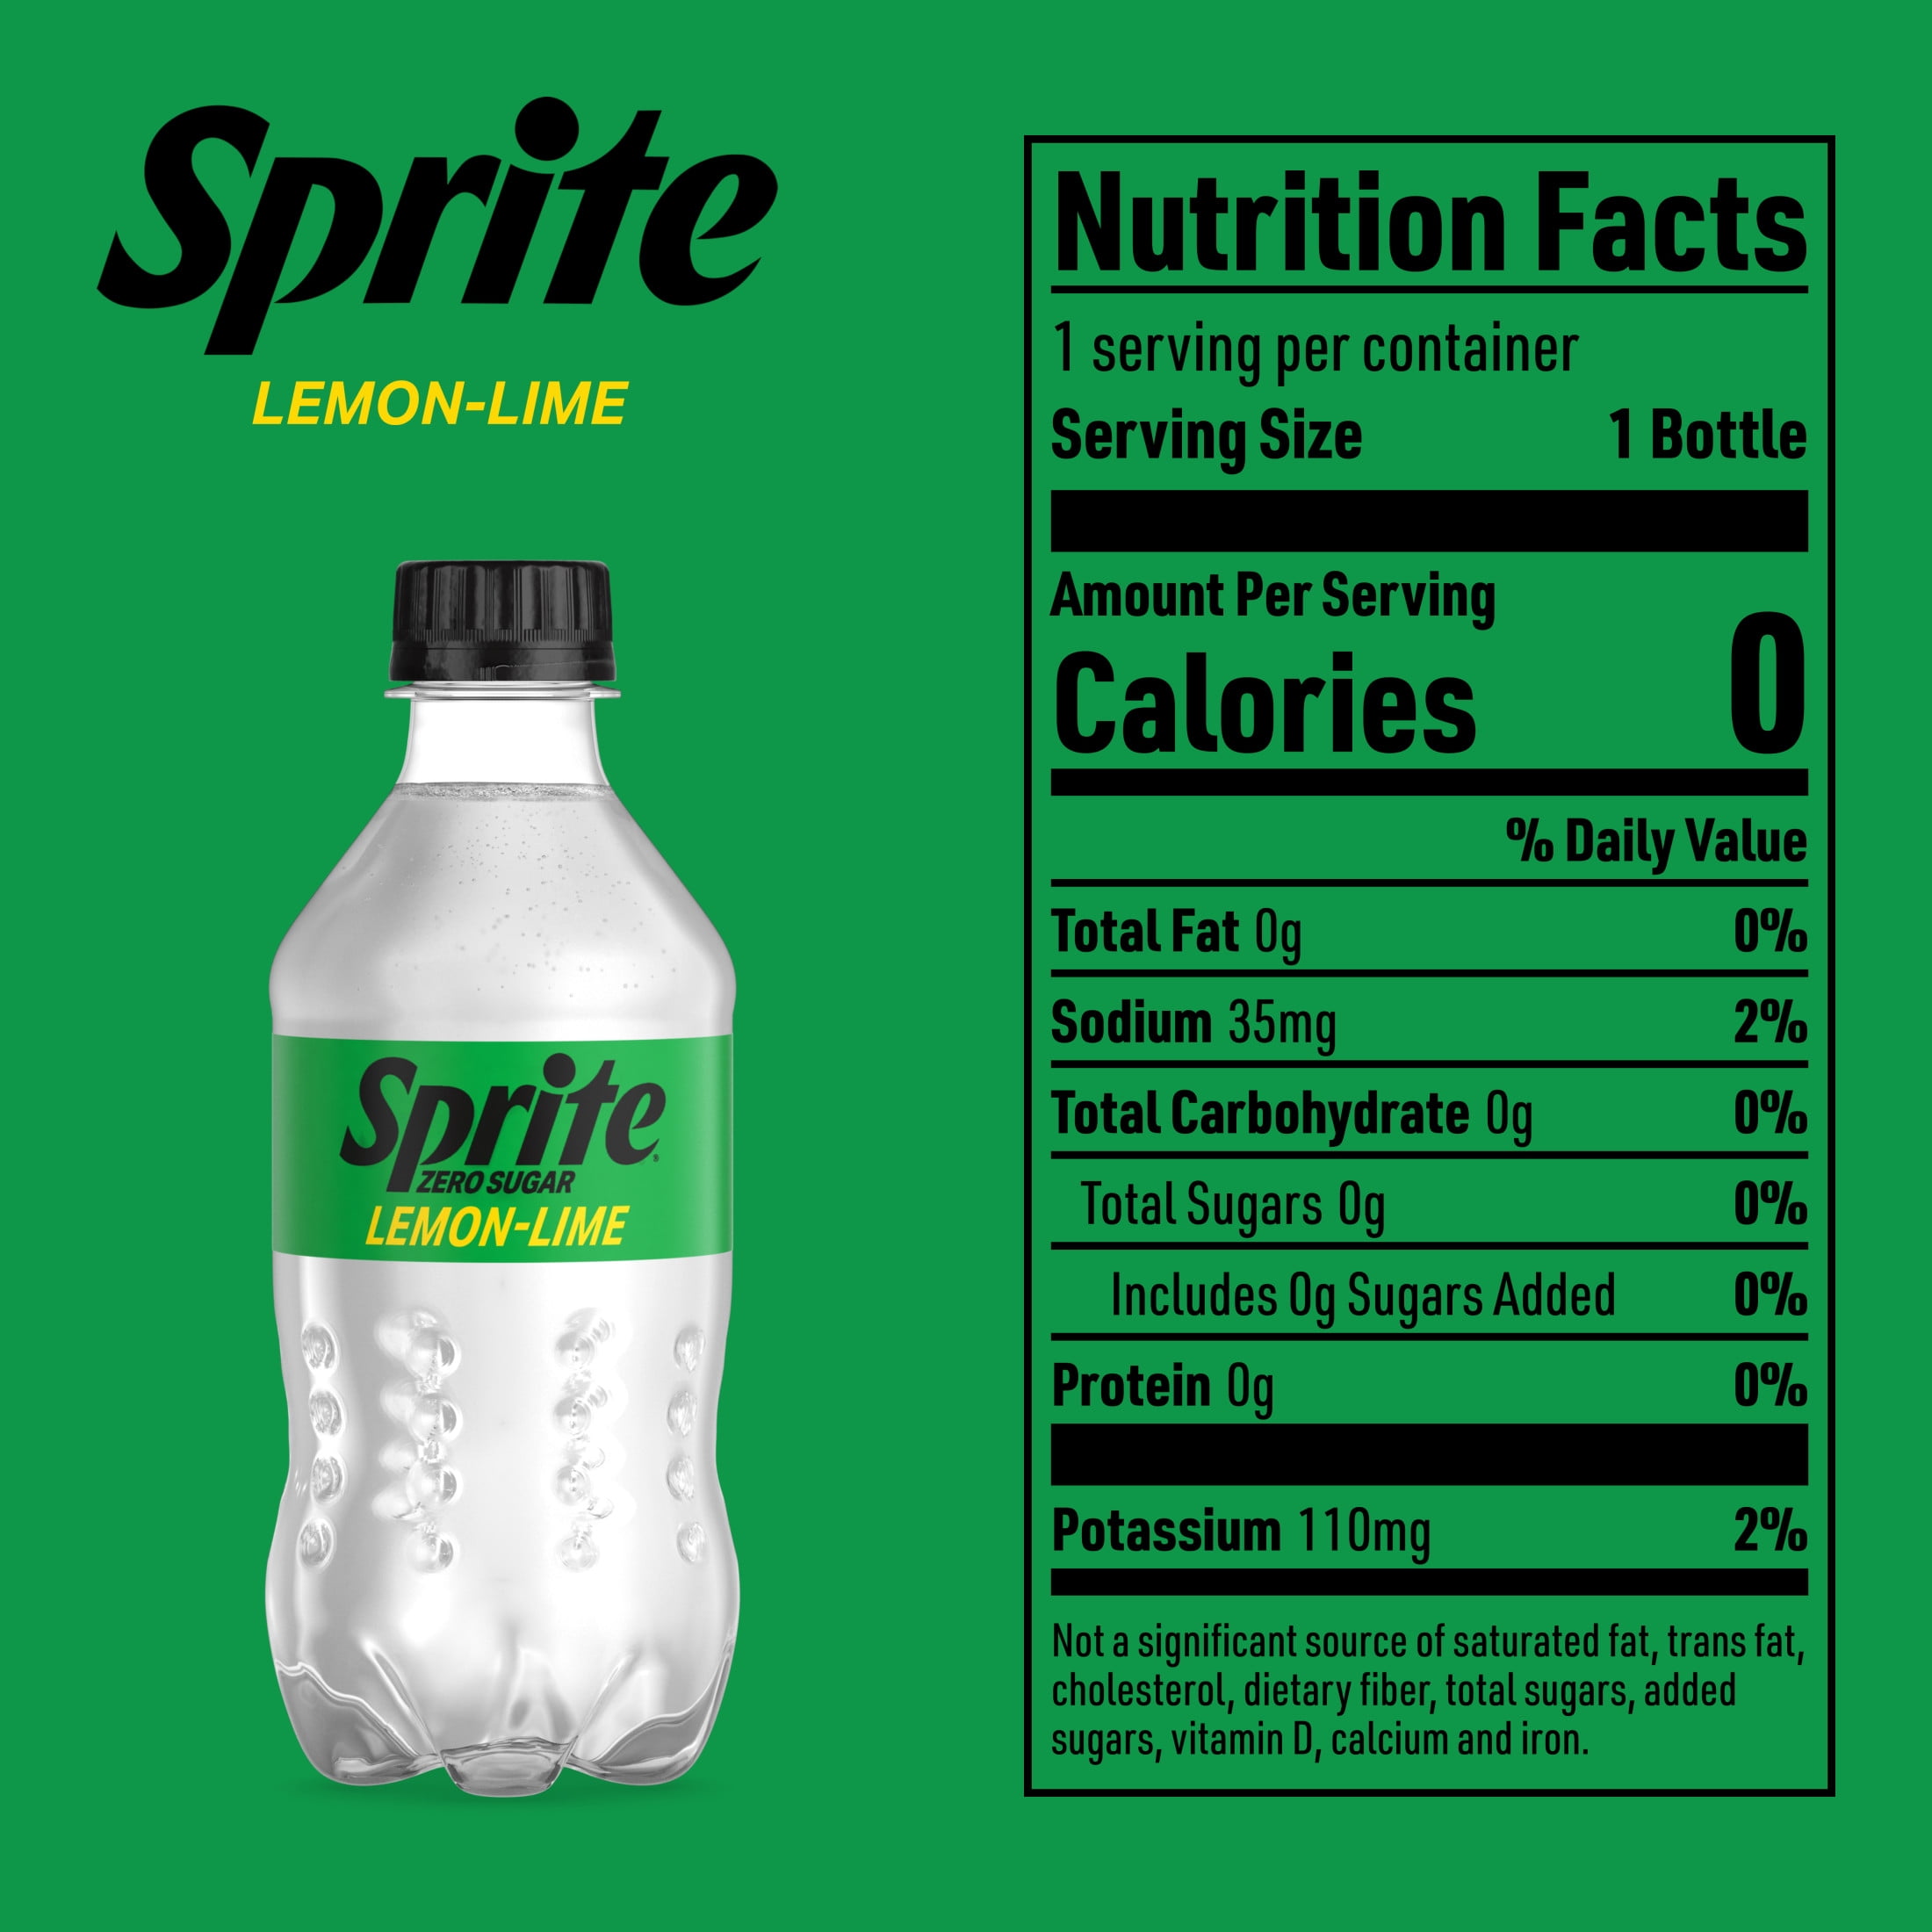 Sprite
LEMON-LIME
Sprite
ZERO SUGAR
LEMON-LIME
Nutrition Facts
1 serving per container
Serving Size 1 Bottle
Amount Per Serving
Calories 0
% Daily Value
Total Fat 0g 0%
Sodium 35mg 2%
Total Carbohydrate 0g 0%
Total Sugars 0g 0%
Includes 0g Sugars Added 0%
Protein 0g 0%
Potassium 110mg 2%
Not a significant source of saturated fat, trans fat,
cholesterol, dietary fiber, total sugars, added
sugars, vitamin D, calcium and iron.